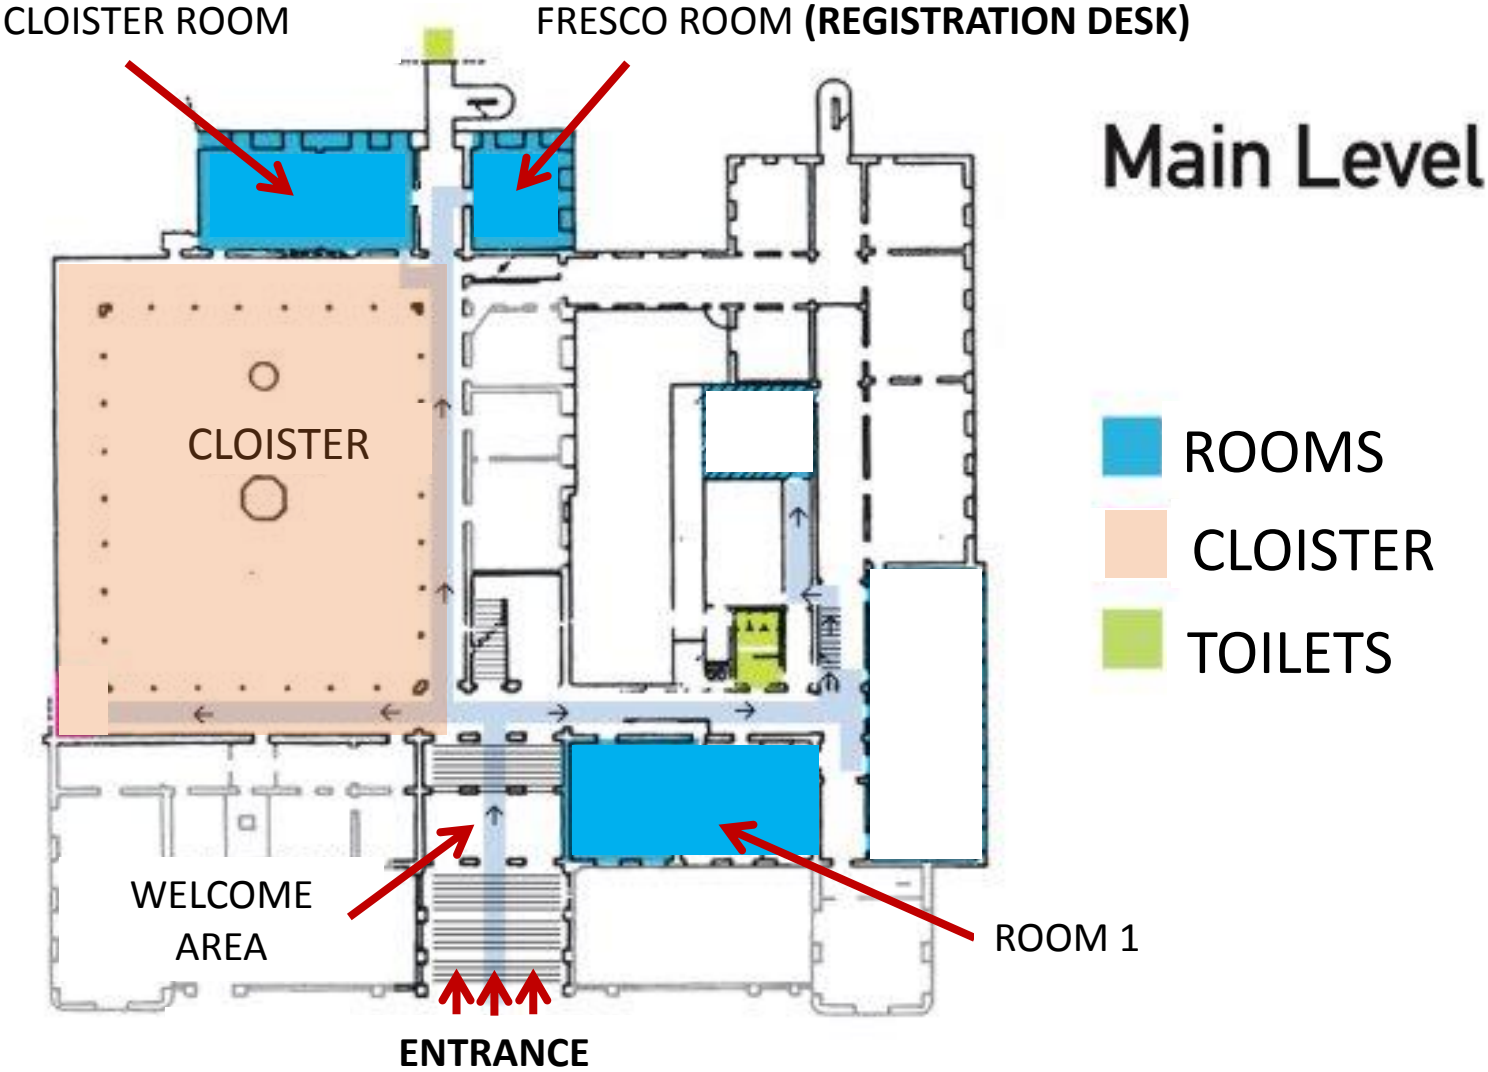 CLOISTER ROOM
FRESCO ROOM (REGISTRATION DESK)
Main Level
CLOISTER
ROOMS
CLOISTER
TOILETS
WELCOME
AREA
ROOM 1
ENTRANCE